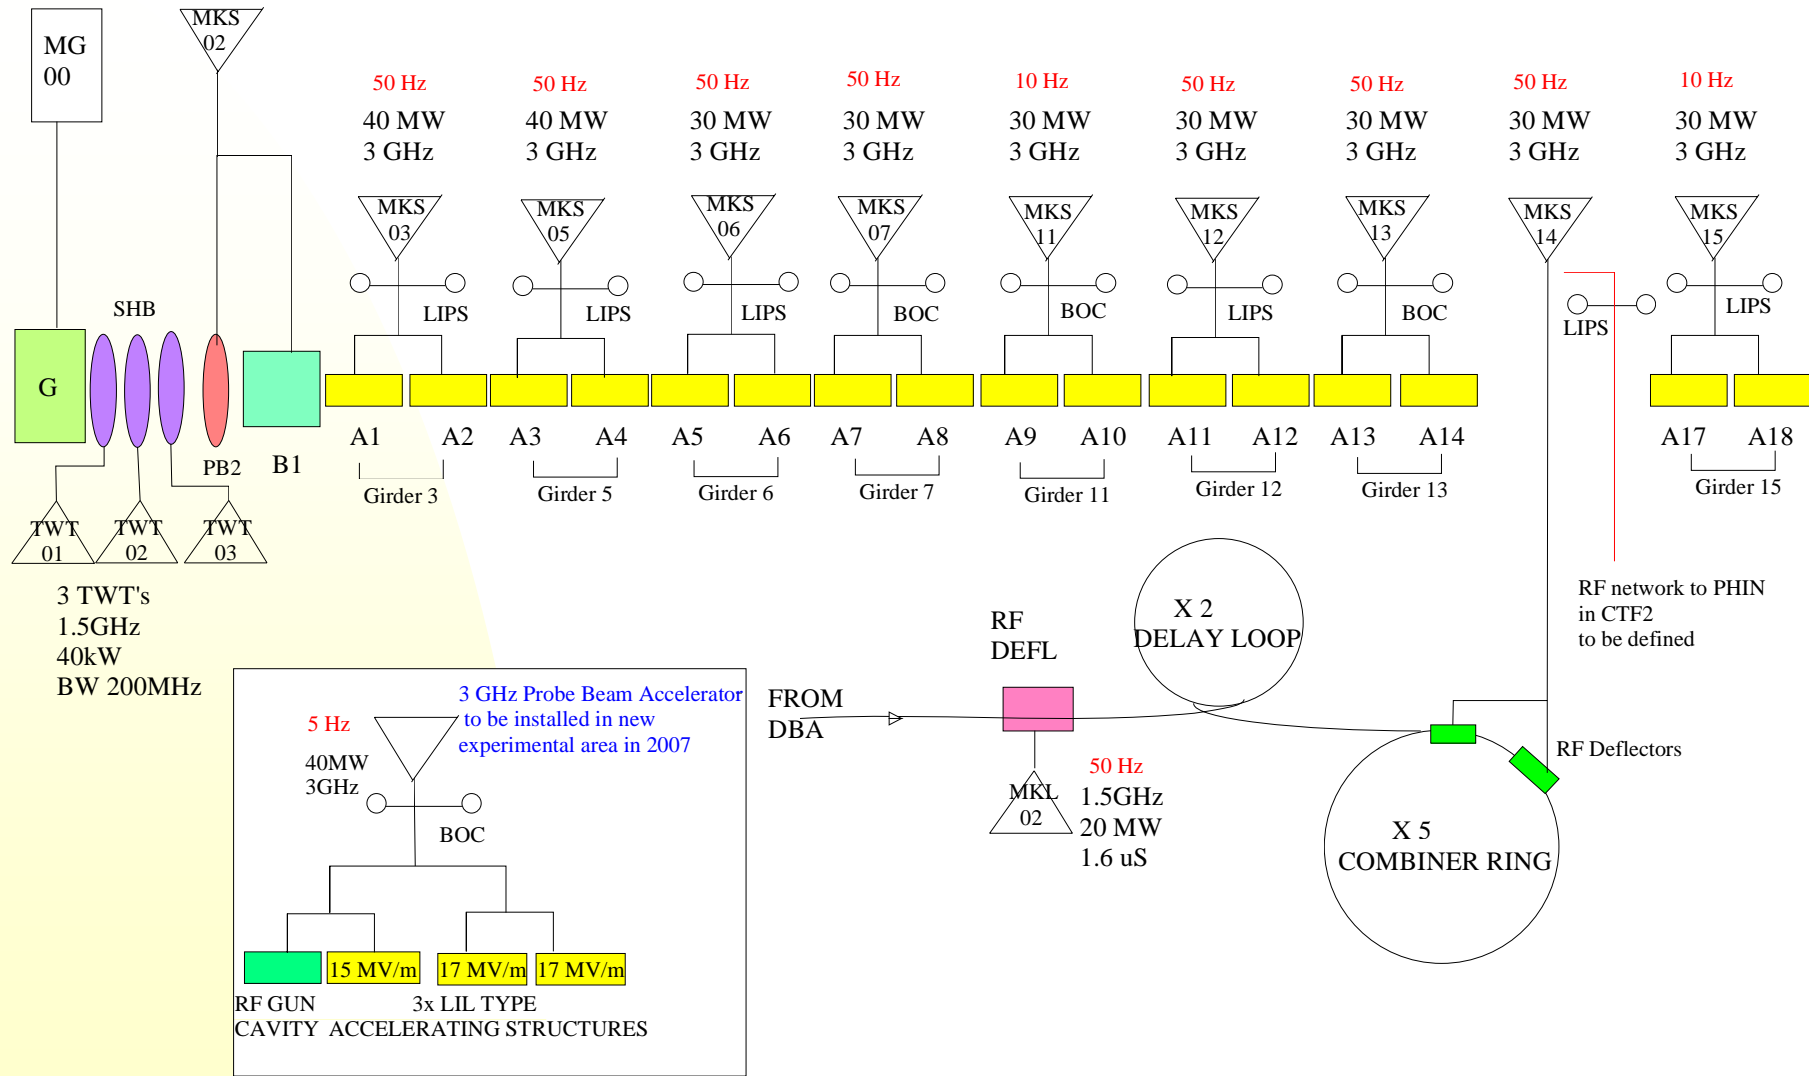 MG
00
MKS
02
50 Hz
40 MW
3 GHz
50 Hz
40 MW
3 GHz
50 Hz
30 MW
3 GHz
50 Hz
30 MW
3 GHz
10 Hz
30 MW
3 GHz
50 Hz
30 MW
3 GHz
50 Hz
30 MW
3 GHz
50 Hz
30 MW
3 GHz
10 Hz
30 MW
3 GHz
MKS
03
MKS
05
MKS
06
MKS
07
MKS
11
MKS
12
MKS
13
MKS
14
MKS
15
SHB
LIPS
LIPS
LIPS
BOC
BOC
LIPS
BOC
LIPS
LIPS
G
PB2
B1
A1
A2
A3
A4
A5
A6
A7
A8
A9
A10
A11
A12
A13
A14
A17
A18
Girder 3
Girder 5
Girder 6
Girder 7
Girder 11
Girder 12
Girder 13
Girder 15
TWT
01
TWT
02
TWT
03
3 TWT's
1.5GHz
40kW
BW 200MHz
RF network to PHIN
in CTF2
to be defined
X 2
DELAY LOOP
RF
DEFL
FROM
DBA
MKL
02
50 Hz
1.5GHz
20 MW
1.6 uS
RF Deflectors
X 5
COMBINER RING
3 GHz Probe Beam Accelerator
to be installed in new
experimental area in 2007
5 Hz
40MW
3GHz
BOC
15 MV/m
17 MV/m
17 MV/m
RF GUN
CAVITY
3x LIL TYPE
ACCELERATING STRUCTURES